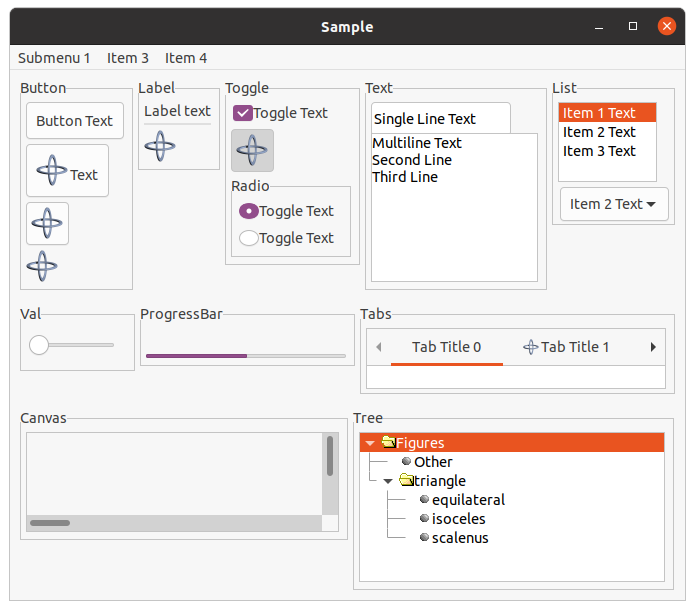 Sample
Submenu 1 Item 3 Item 4
Button
Button Text
Text
Label
Label text
Toggle
Toggle Text
Radio
Toggle Text
Toggle Text
Text
Single Line Text
Multiline Text
Second Line
Third Line
List
Item 1 Text
Item 2 Text
Item 3 Text
Item 2 Text
Val
ProgressBar
Tabs
Tab Title 0 Tab Title 1
Canvas
Tree
Figures
Other
triangle
equilateral
isoceles
scalenus